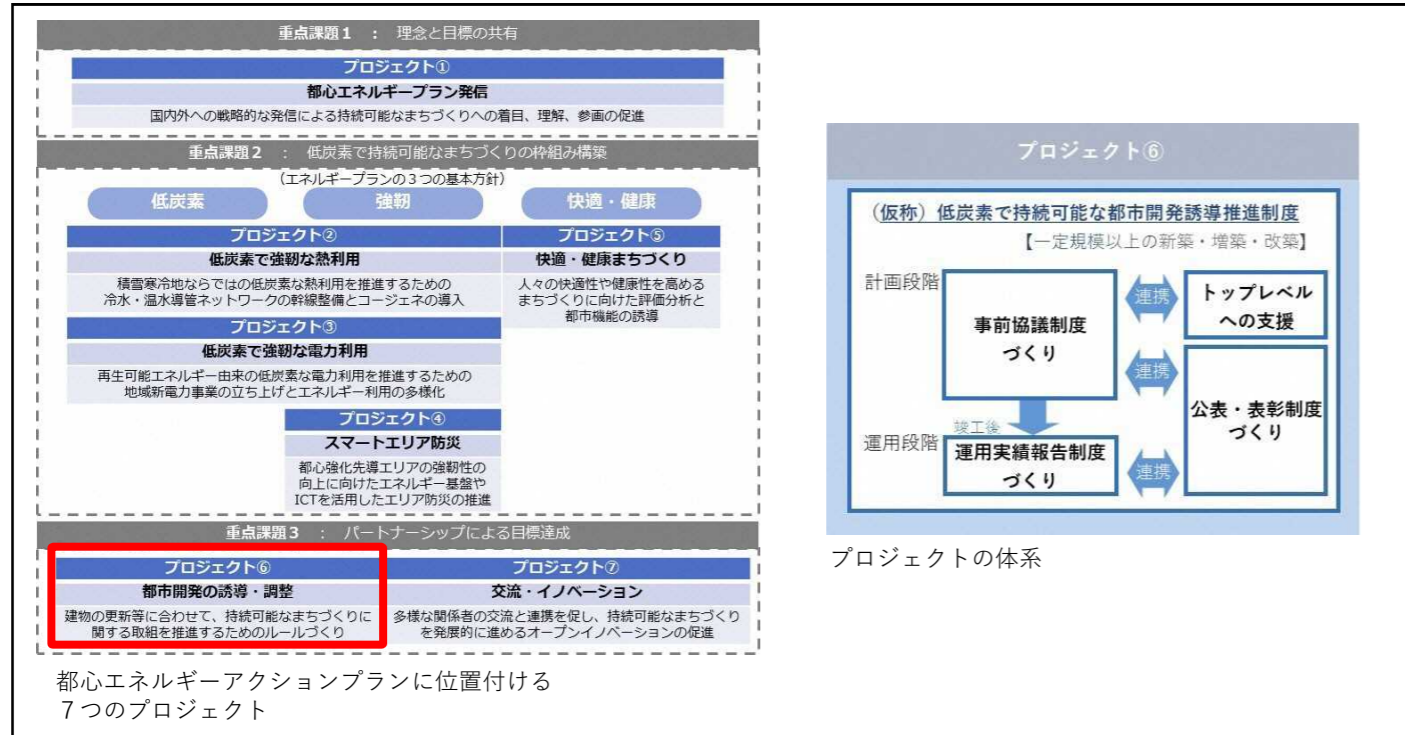 重点課題1 ： 理念と目標の共有
プロジェクト①
都心エネルギープラン発信
国内外への戦略的な発信による持続可能なまちづくりへの着目、理解、参画の促進
重点課題2 ： 低炭素で持続可能なまちづくりの枠組み構築
（エネルギープランの３つの基本方針）
低炭素
強靭
快適・健康
プロジェクト②
低炭素で強靭な熱利用
積雪寒冷地ならではの低炭素な熱利用を推進するための
冷水・温水導管ネットワークの幹線整備とコージェネの導入
プロジェクト⑤
快適・健康まちづくり
人々の快適性や健康性を高める
まちづくりに向けた評価分析と
都市機能の誘導
プロジェクト③
低炭素で強靭な電力利用
再生可能エネルギー由来の低炭素な電力利用を推進するための
地域新電力事業の立ち上げとエネルギー利用の多様化
プロジェクト④
スマートエリア防災
都心強化先導エリアの強靭性の
向上に向けたエネルギー基盤や
ICTを活用したエリア防災の推進
重点課題3 ： パートナーシップによる目標達成
プロジェクト⑥
都市開発の誘導・調整
建物の更新等に合わせて、持続可能なまちづくりに
関する取組を推進するためのルールづくり
プロジェクト⑦
交流・イノベーション
多様な関係者の交流と連携を促し、持続可能なまちづくり
を発展的に進めるオープンイノベーションの促進
都心エネルギーアクションプランに位置付ける
７つのプロジェクト
プロジェクト⑥
（仮称）低炭素で持続可能な都市開発誘導推進制度
【一定規模以上の新築・増築・改築】
計画段階
事前協議制度
づくり
連携
トップレベル
への支援
連携
公表・表彰制度
づくり
竣工後
運用段階
運用実績報告制度
づくり
連携
プロジェクトの体系